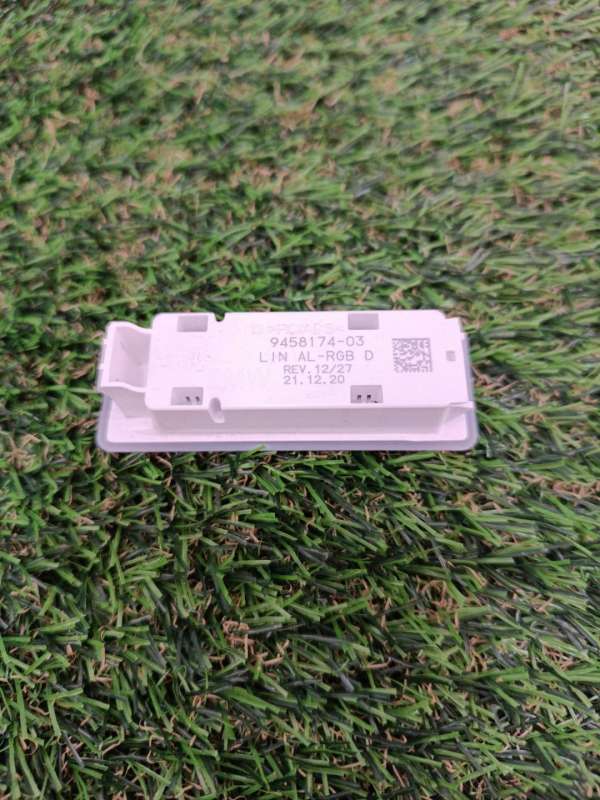 9458174-03
LIN AL-RGB D
REV.12/27
21.12.20